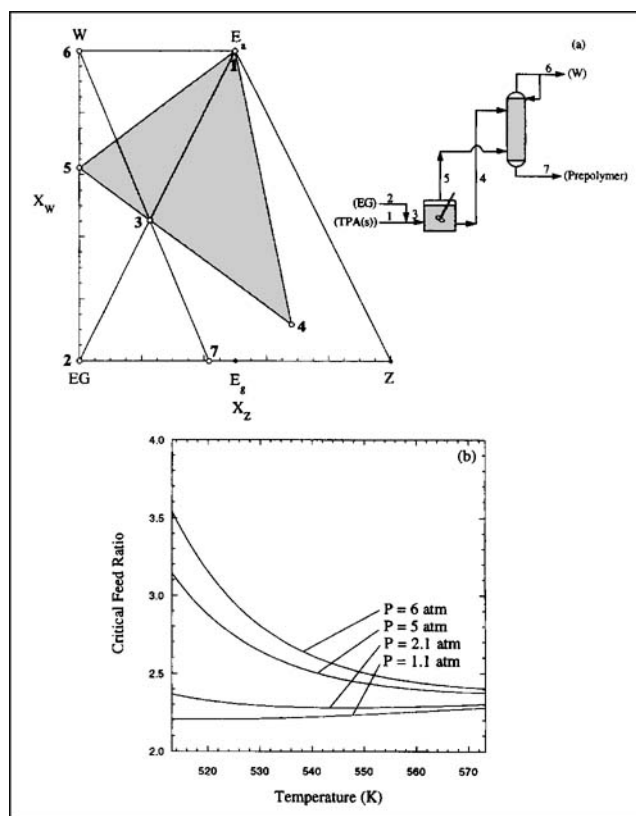 W
E
a
(a)
6
1
6
(W)
5
X
W
3
5
4
7
(Prepolymer)
(EG)
2
(TPA(s))
1
3
4
2
7
EG
E
g
Z
X
Z
4.0
(b)
3.5
Critical Feed Ratio
3.0
P = 6 atm
P = 5 atm
P = 2.1 atm
P = 1.1 atm
2.5
2.0
520 530 540 550 560 570
Temperature (K)